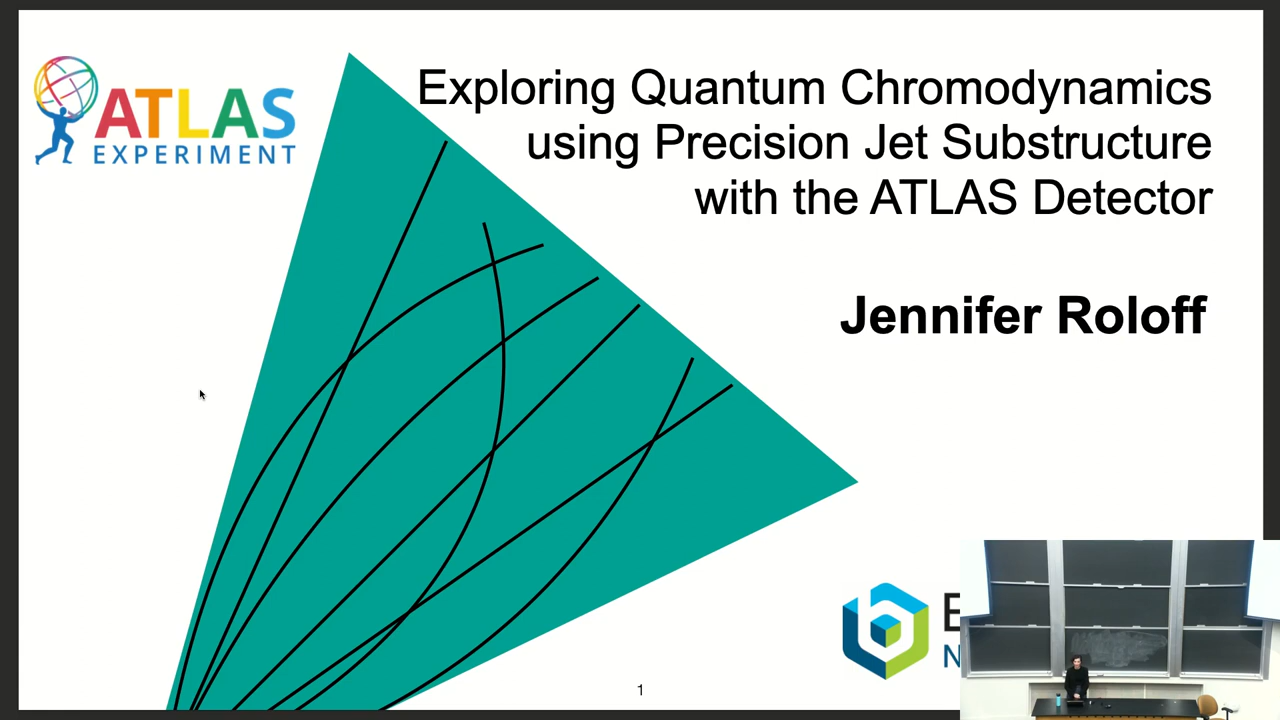 ATLAS
EXPERIMENT
Exploring Quantum Chromodynamics
using Precision Jet Substructure
with the ATLAS Detector
Jennifer Roloff
1